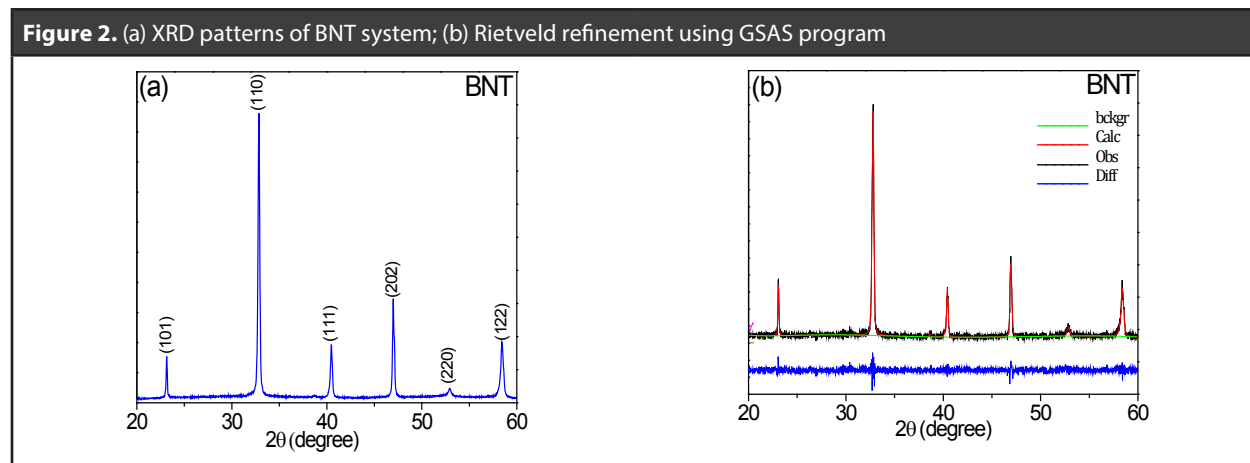 Figure 2. (a) XRD patterns of BNT system; (b) Rietveld refinement using GSAS program
(a)
BNT
(101)
(110)
(111)
(202)
(220)
(122)
20 30 40 50 60
2θ (degree)
(b)
BNT
bckgr
Calc
Obs
Diff
20 30 40 50 60
2θ (degree)